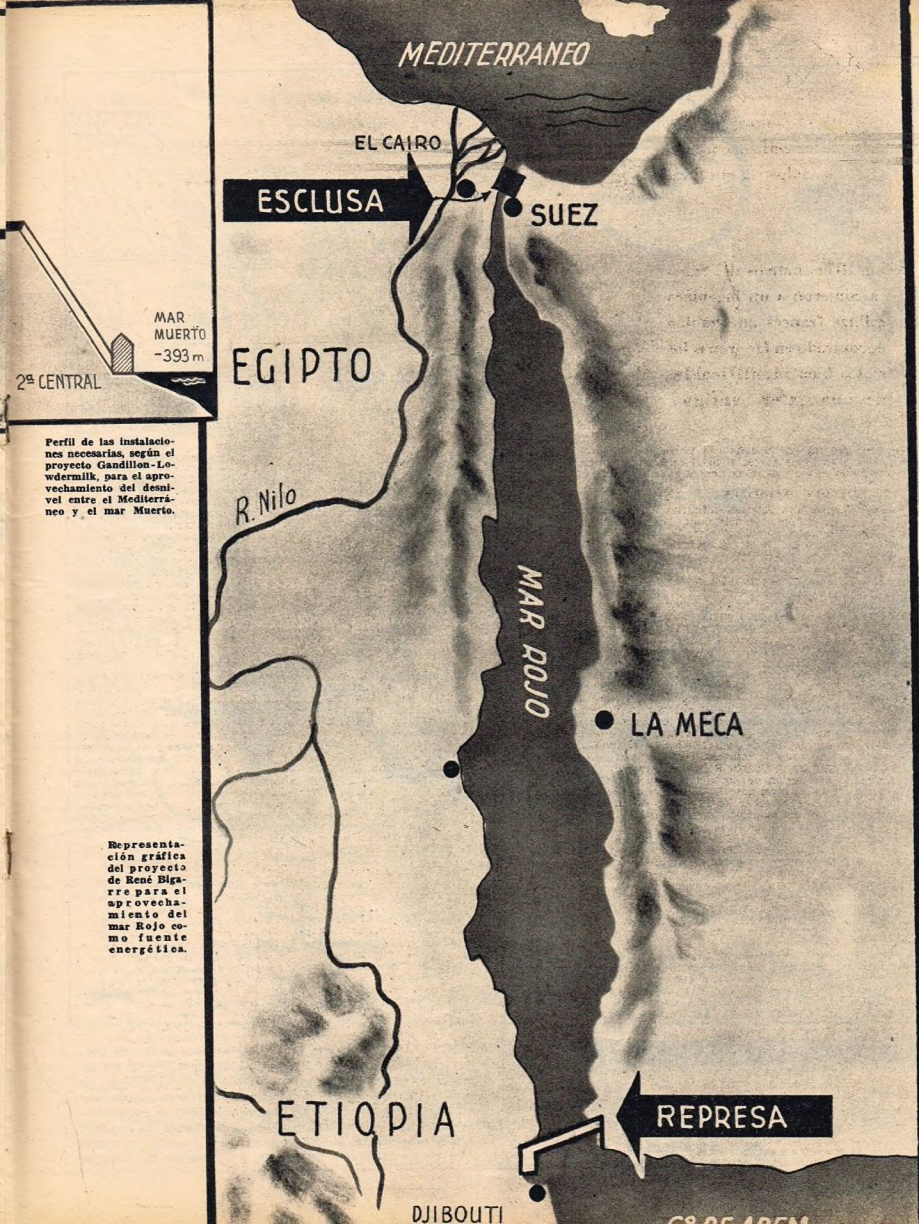 MEDITERRANEO
EL CAIRO
ESCLUSA
SUEZ
MAR
MUERTO
-393 m.
2ª CENTRAL
EGIPTO
Perfil de las instalacio-
nes necesarias, según el
proyecto Gandillon-Lo-
wdermilk, para el apro-
vechamiento del desni-
vel entre el Mediterrá-
neo y el mar Muerto.
R. Nilo
MAR ROJO
LA MECA
Representa-
ción gráfica
del proyecto
de René Biga-
rre para el
aprovecha-
miento del
mar Rojo co-
mo fuente
energética.
ETIOPIA
REPRESA
DJIBOUTI
Gº DE ADEM